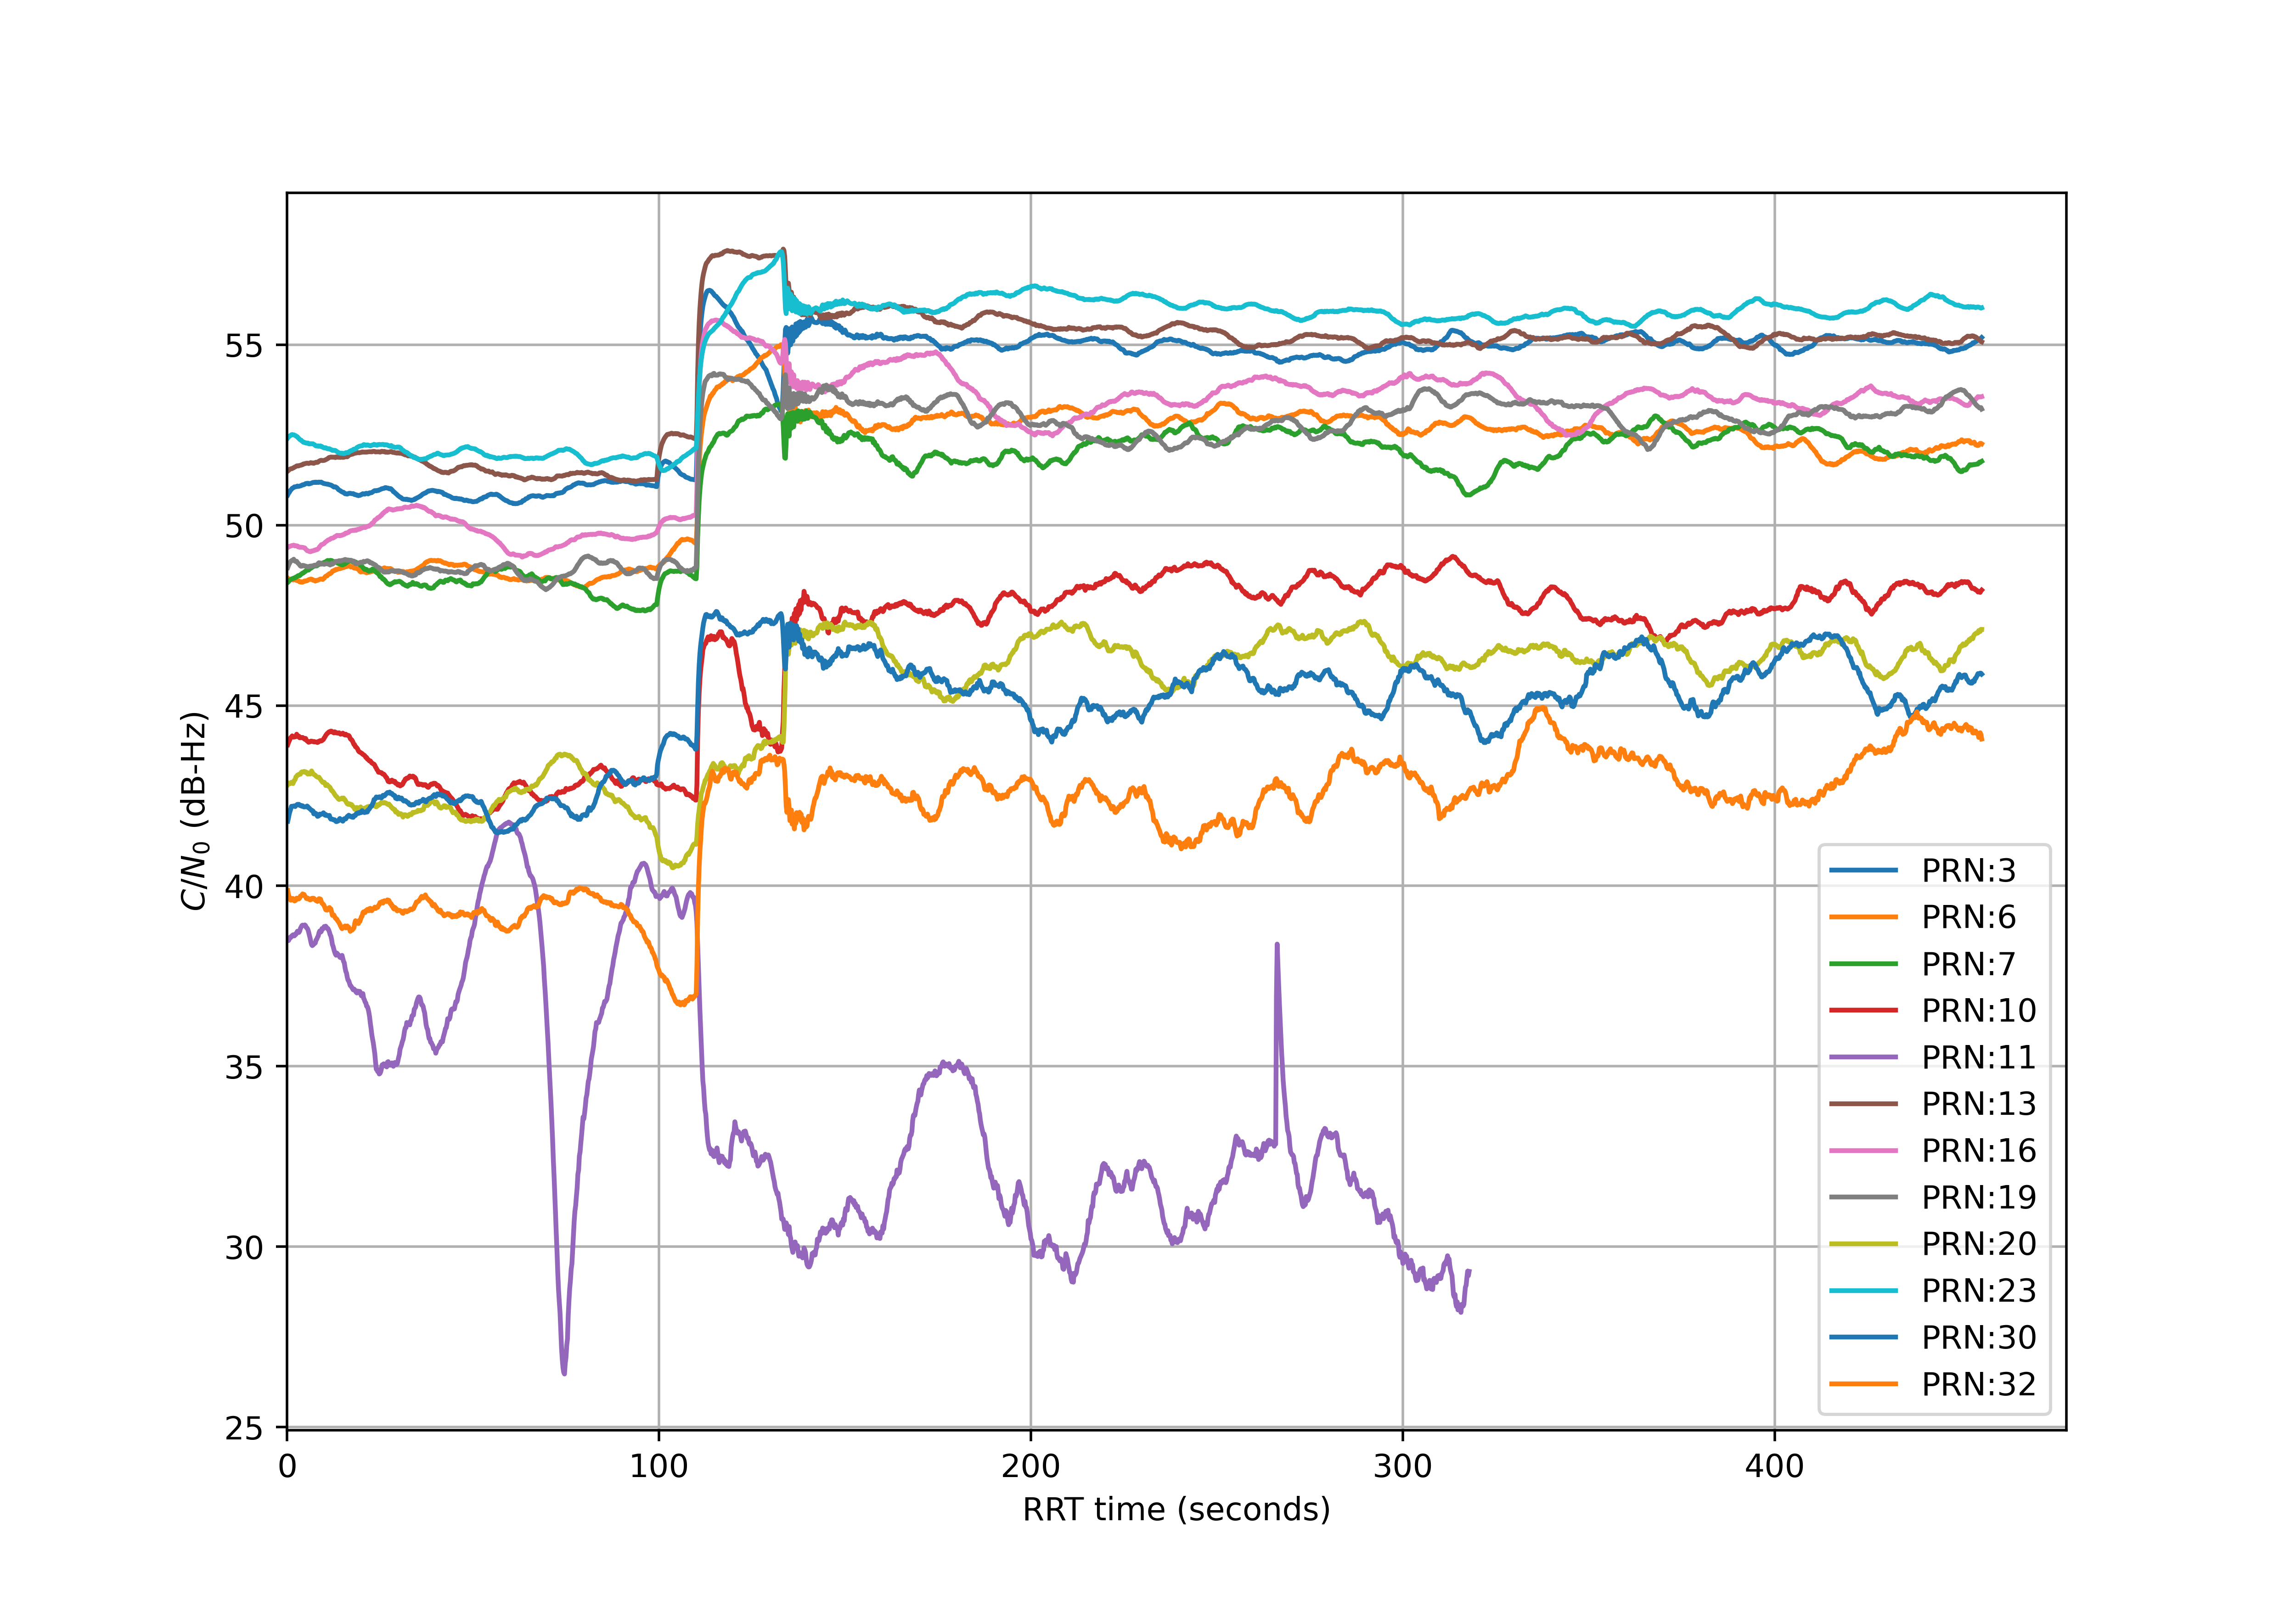 C/N0 (dB-Hz)
55
50
45
40
35
30
25
0 100 200 300 400
RRT time (seconds)
PRN:3
PRN:6
PRN:7
PRN:10
PRN:11
PRN:13
PRN:16
PRN:19
PRN:20
PRN:23
PRN:30
PRN:32